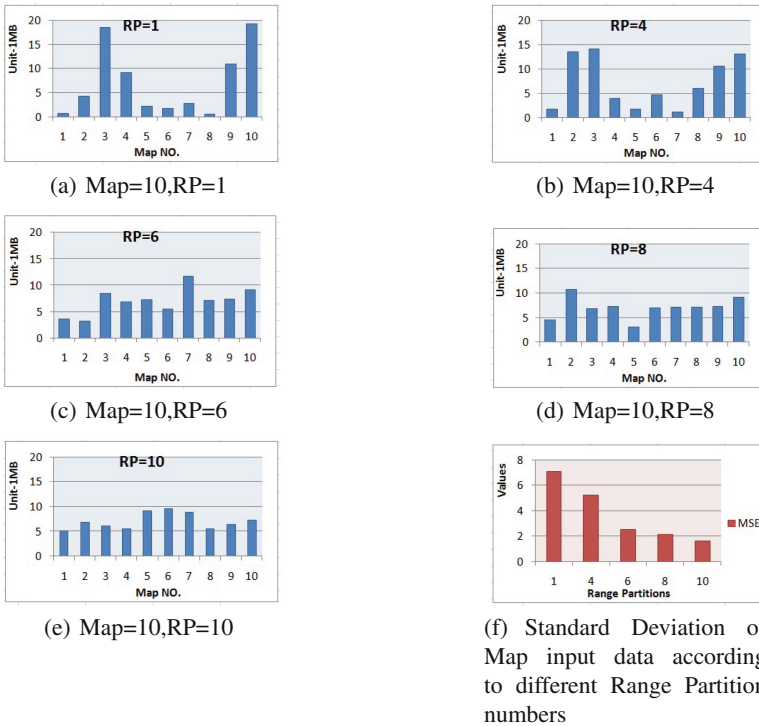 RP=1
Unit-1MB
20
15
10
5
0
1 2 3 4 5 6 7 8 9 10
Map NO.
(a) Map=10,RP=1
RP=4
Unit-1MB
20
15
10
5
0
1 2 3 4 5 6 7 8 9 10
Map NO.
(b) Map=10,RP=4
RP=6
Unit-1MB
20
15
10
5
0
1 2 3 4 5 6 7 8 9 10
Map NO.
(c) Map=10,RP=6
RP=8
Unit-1MB
20
15
10
5
0
1 2 3 4 5 6 7 8 9 10
Map NO.
(d) Map=10,RP=8
RP=10
Unit-1MB
20
15
10
5
0
1 2 3 4 5 6 7 8 9 10
Map NO.
(e) Map=10,RP=10
Values
8
6
4
2
0
1 4 6 8 10
Range Partitions
MSE
(f) Standard Deviation o
Map input data according
to different Range Partition
numbers